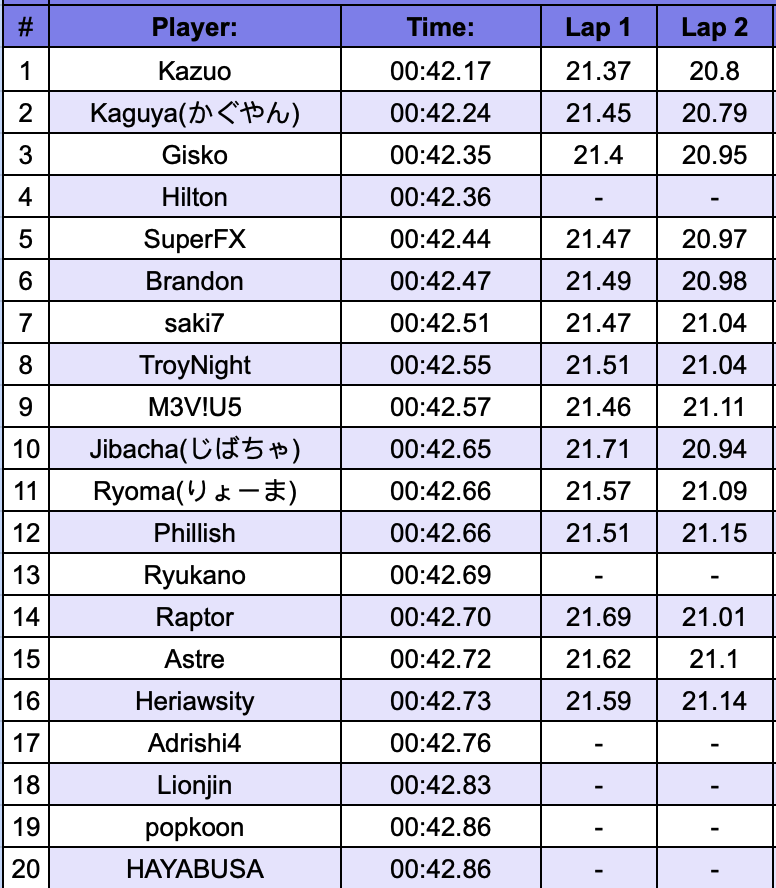 # Player: Time: Lap 1 Lap 2
1 Kazuo 00:42.17 21.37 20.8
2 Kaguya(かぐやん) 00:42.24 21.45 20.79
3 Gisko 00:42.35 21.4 20.95
4 Hilton 00:42.36 - -
5 SuperFX 00:42.44 21.47 20.97
6 Brandon 00:42.47 21.49 20.98
7 saki7 00:42.51 21.47 21.04
8 TroyNight 00:42.55 21.51 21.04
9 M3V!U5 00:42.57 21.46 21.11
10 Jibacha(じばちゃ) 00:42.65 21.71 20.94
11 Ryoma(りょーま) 00:42.66 21.57 21.09
12 Phillish 00:42.66 21.51 21.15
13 Ryukano 00:42.69 - -
14 Raptor 00:42.70 21.69 21.01
15 Astre 00:42.72 21.62 21.1
16 Heriawsity 00:42.73 21.59 21.14
17 Adrishi4 00:42.76 - -
18 Lionjin 00:42.83 - -
19 popkoon 00:42.86 - -
20 HAYABUSA 00:42.86 - -